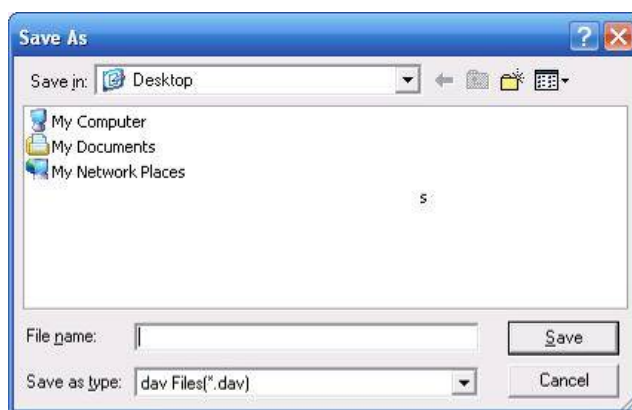 Save As
Save in: Desktop
My Computer
My Documents
My Network Places
s
File name: Save
Save as type: dav Files(*.dav) Cancel